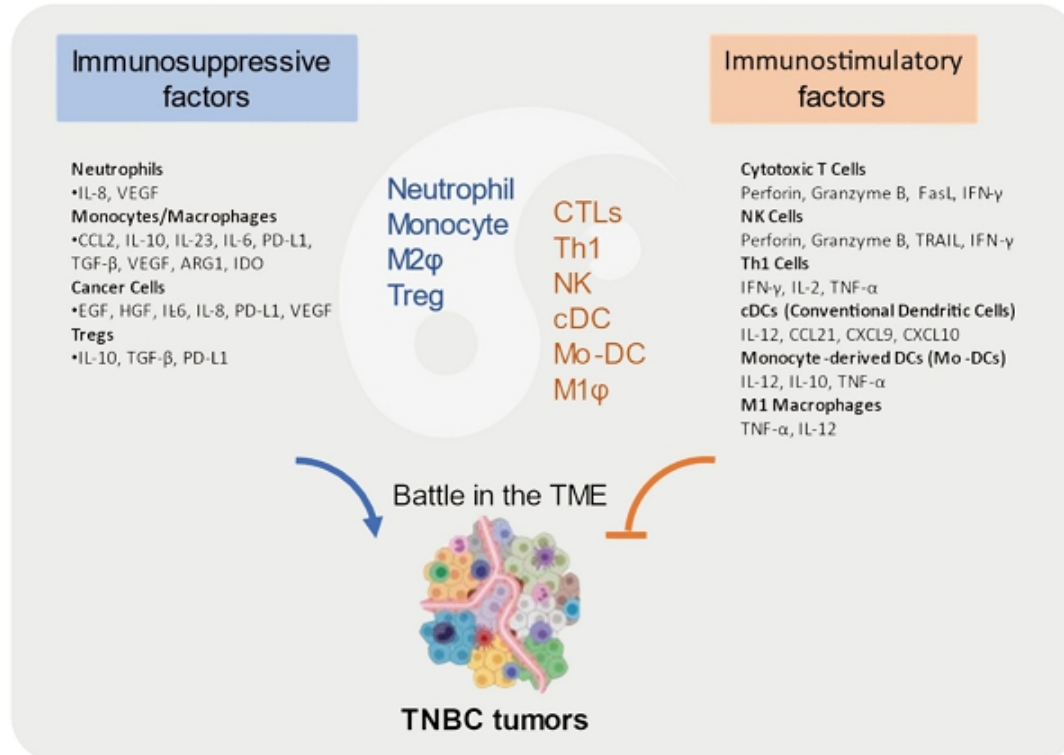 Immunosuppressive
factors
Neutrophils
•IL-8, VEGF
Monocytes/Macrophages
•CCL2, IL-10, IL-23, IL-6, PD-L1,
TGF-β, VEGF, ARG1, IDO
Cancer Cells
•EGF, HGF, IL6, IL-8, PD-L1, VEGF
Tregs
•IL-10, TGF-β, PD-L1
Neutrophil
Monocyte
M2φ
Treg
CTLs
Th1
NK
cDC
Mo-DC
M1φ
Immunostimulatory
factors
Cytotoxic T Cells
Perforin, Granzyme B, FasL, IFN-γ
NK Cells
Perforin, Granzyme B, TRAIL, IFN-γ
Th1 Cells
IFN-γ, IL-2, TNF-α
cDCs (Conventional Dendritic Cells)
IL-12, CCL21, CXCL9, CXCL10
Monocyte-derived DCs (Mo-DCs)
IL-12, IL-10, TNF-α
M1 Macrophages
TNF-α, IL-12
Battle in the TME
TNBC tumors